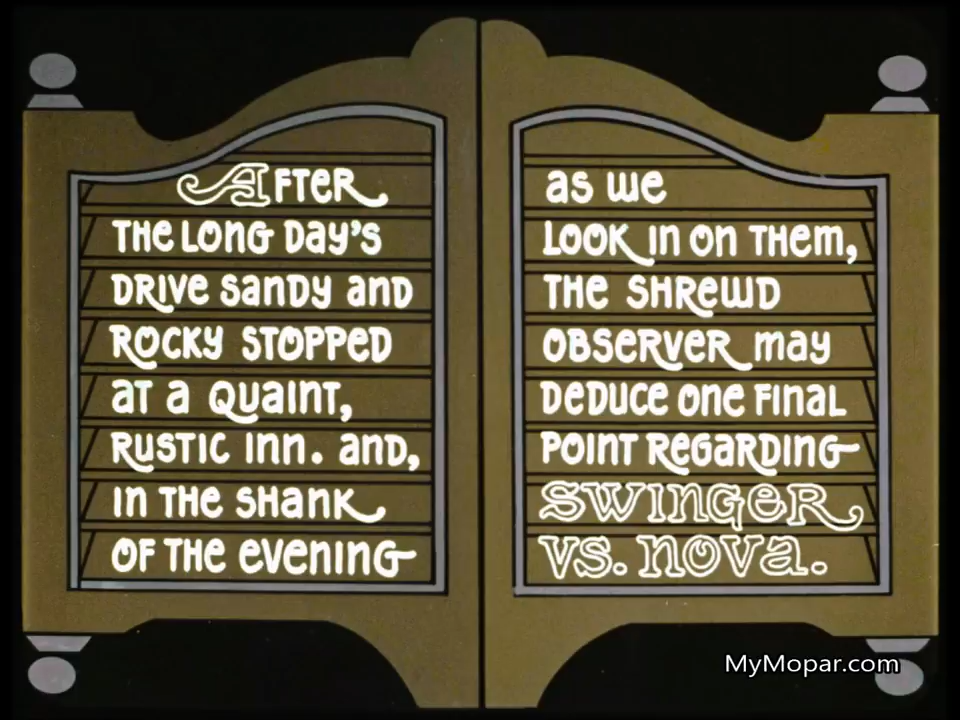 AFTER
THE LONG DAY'S
DRIVE SANDY AND
ROCKY STOPPED
AT A QUAINT,
RUSTIC INN. AND,
IN THE SHANK
OF THE EVENING
AS WE
LOOK IN ON THEM,
THE SHREWD
OBSERVER MAY
DEDUCE ONE FINAL
POINT REGARDING
SWINGER
VS. NOVA.
MyMopar.com